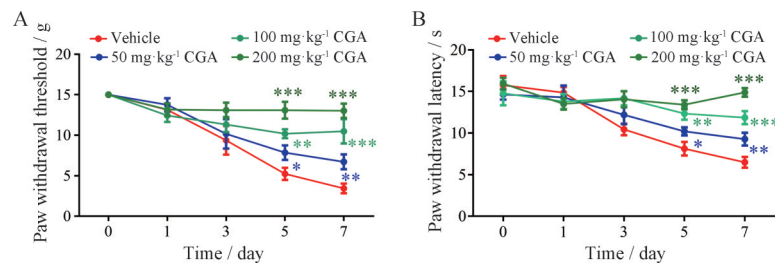 A
Vehicle
100 mg·kg⁻¹ CGA
50 mg·kg⁻¹ CGA
200 mg·kg⁻¹ CGA
Paw withdrawal threshold / g
20
15
10
5
0
***
***
**
***
*
**
0 1 3 5 7
Time / day
B
Vehicle
100 mg·kg⁻¹ CGA
50 mg·kg⁻¹ CGA
200 mg·kg⁻¹ CGA
Paw withdrawal latency / s
20
15
10
5
0
***
***
**
***
*
**
0 1 3 5 7
Time / day